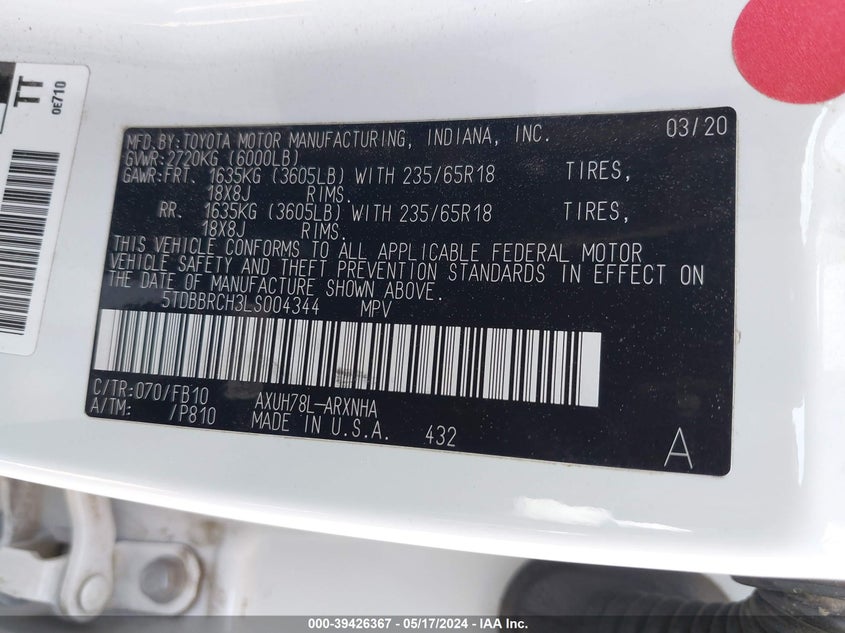 TT
0E710
MFD.BY:TOYOTA MOTOR MANUFACTURING, INDIANA, INC. 03/20
GVWR:2720KG (6000LB)
GAWR:FRT. 1635KG (3605LB) WITH 235/65R18 TIRES,
18X8J RIMS.
RR. 1635KG (3605LB) WITH 235/65R18 TIRES,
18X8J RIMS.
THIS VEHICLE CONFORMS TO ALL APPLICABLE FEDERAL MOTOR
VEHICLE SAFETY AND THEFT PREVENTION STANDARDS IN EFFECT ON
THE DATE OF MANUFACTURE SHOWN ABOVE.
5TDBBRCH3LS004344 MPV
C/TR:070/FB10 AXUH78L-ARXNHA
A/TM: /P810 MADE IN U.S.A. 432
A
000-39426367 - 05/17/2024 - IAA Inc.